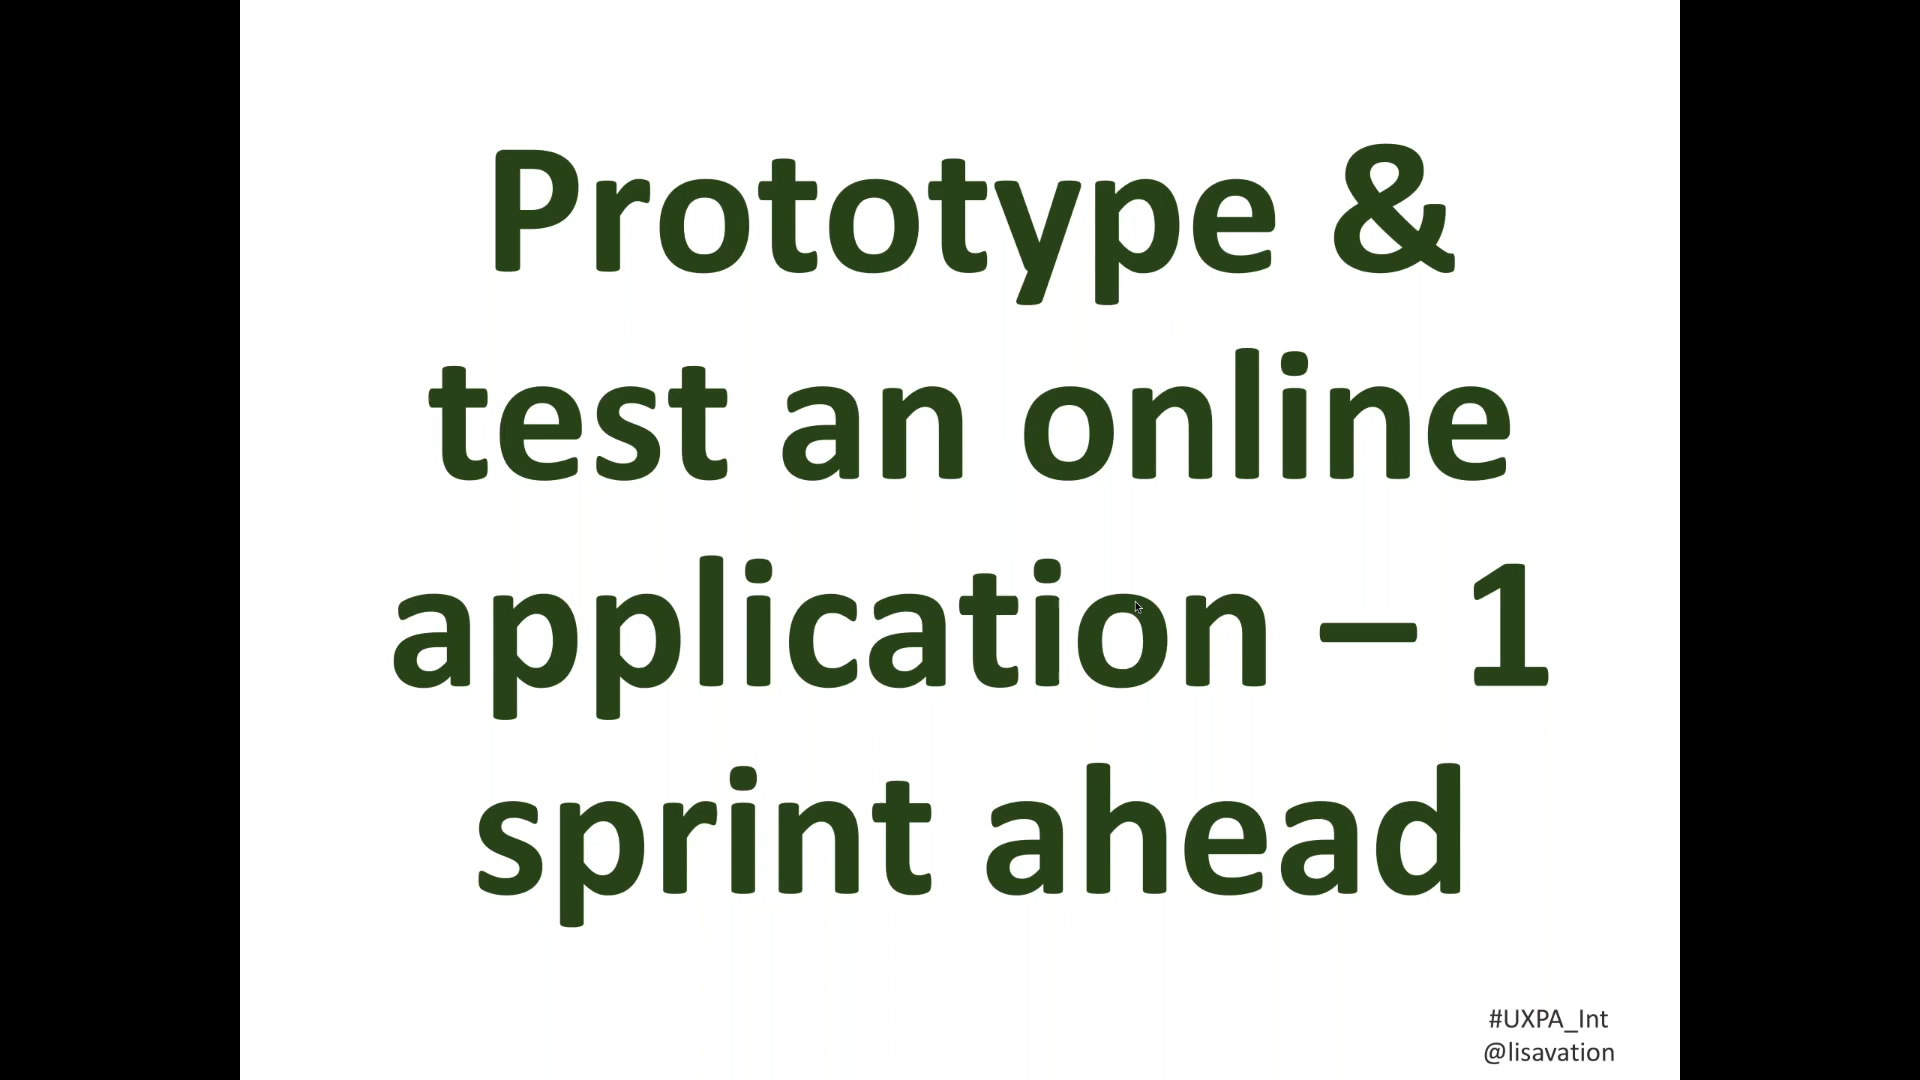 Prototype &
test an online
application – 1
sprint ahead
#UXPA_Int
@lisavation